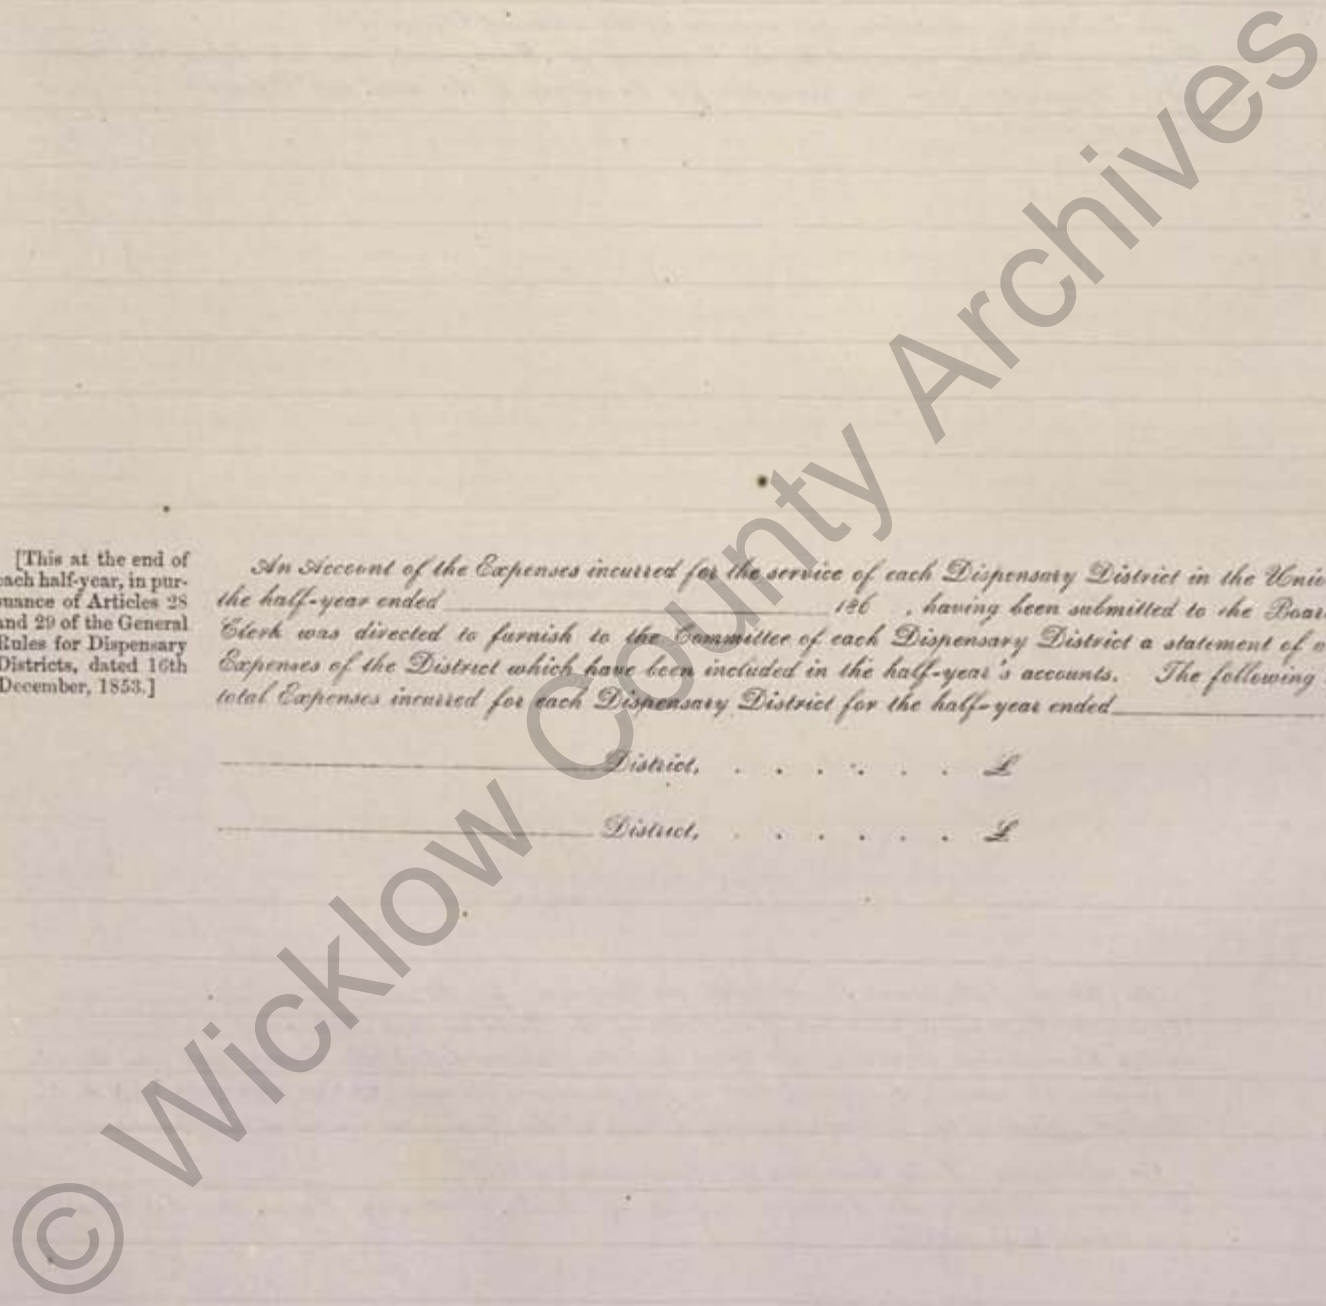 [This at the end of
each half-year, in pur-
suance of Articles 28
and 29 of the General
Rules for Dispensary
Districts, dated 16th
December, 1853.]
An Account of the Expenses incurred for the service of each Dispensary District in the Unio
the half-year ended 186 , having been submitted to the Boar
Clerk was directed to furnish to the Committee of each Dispensary District a statement of
Expenses of the District which have been included in the half-year's accounts. The following
total Expenses incurred for each Dispensary District for the half-year ended
District, . . . . . . £
District, . . . . . . £
© Wicklow County Archives